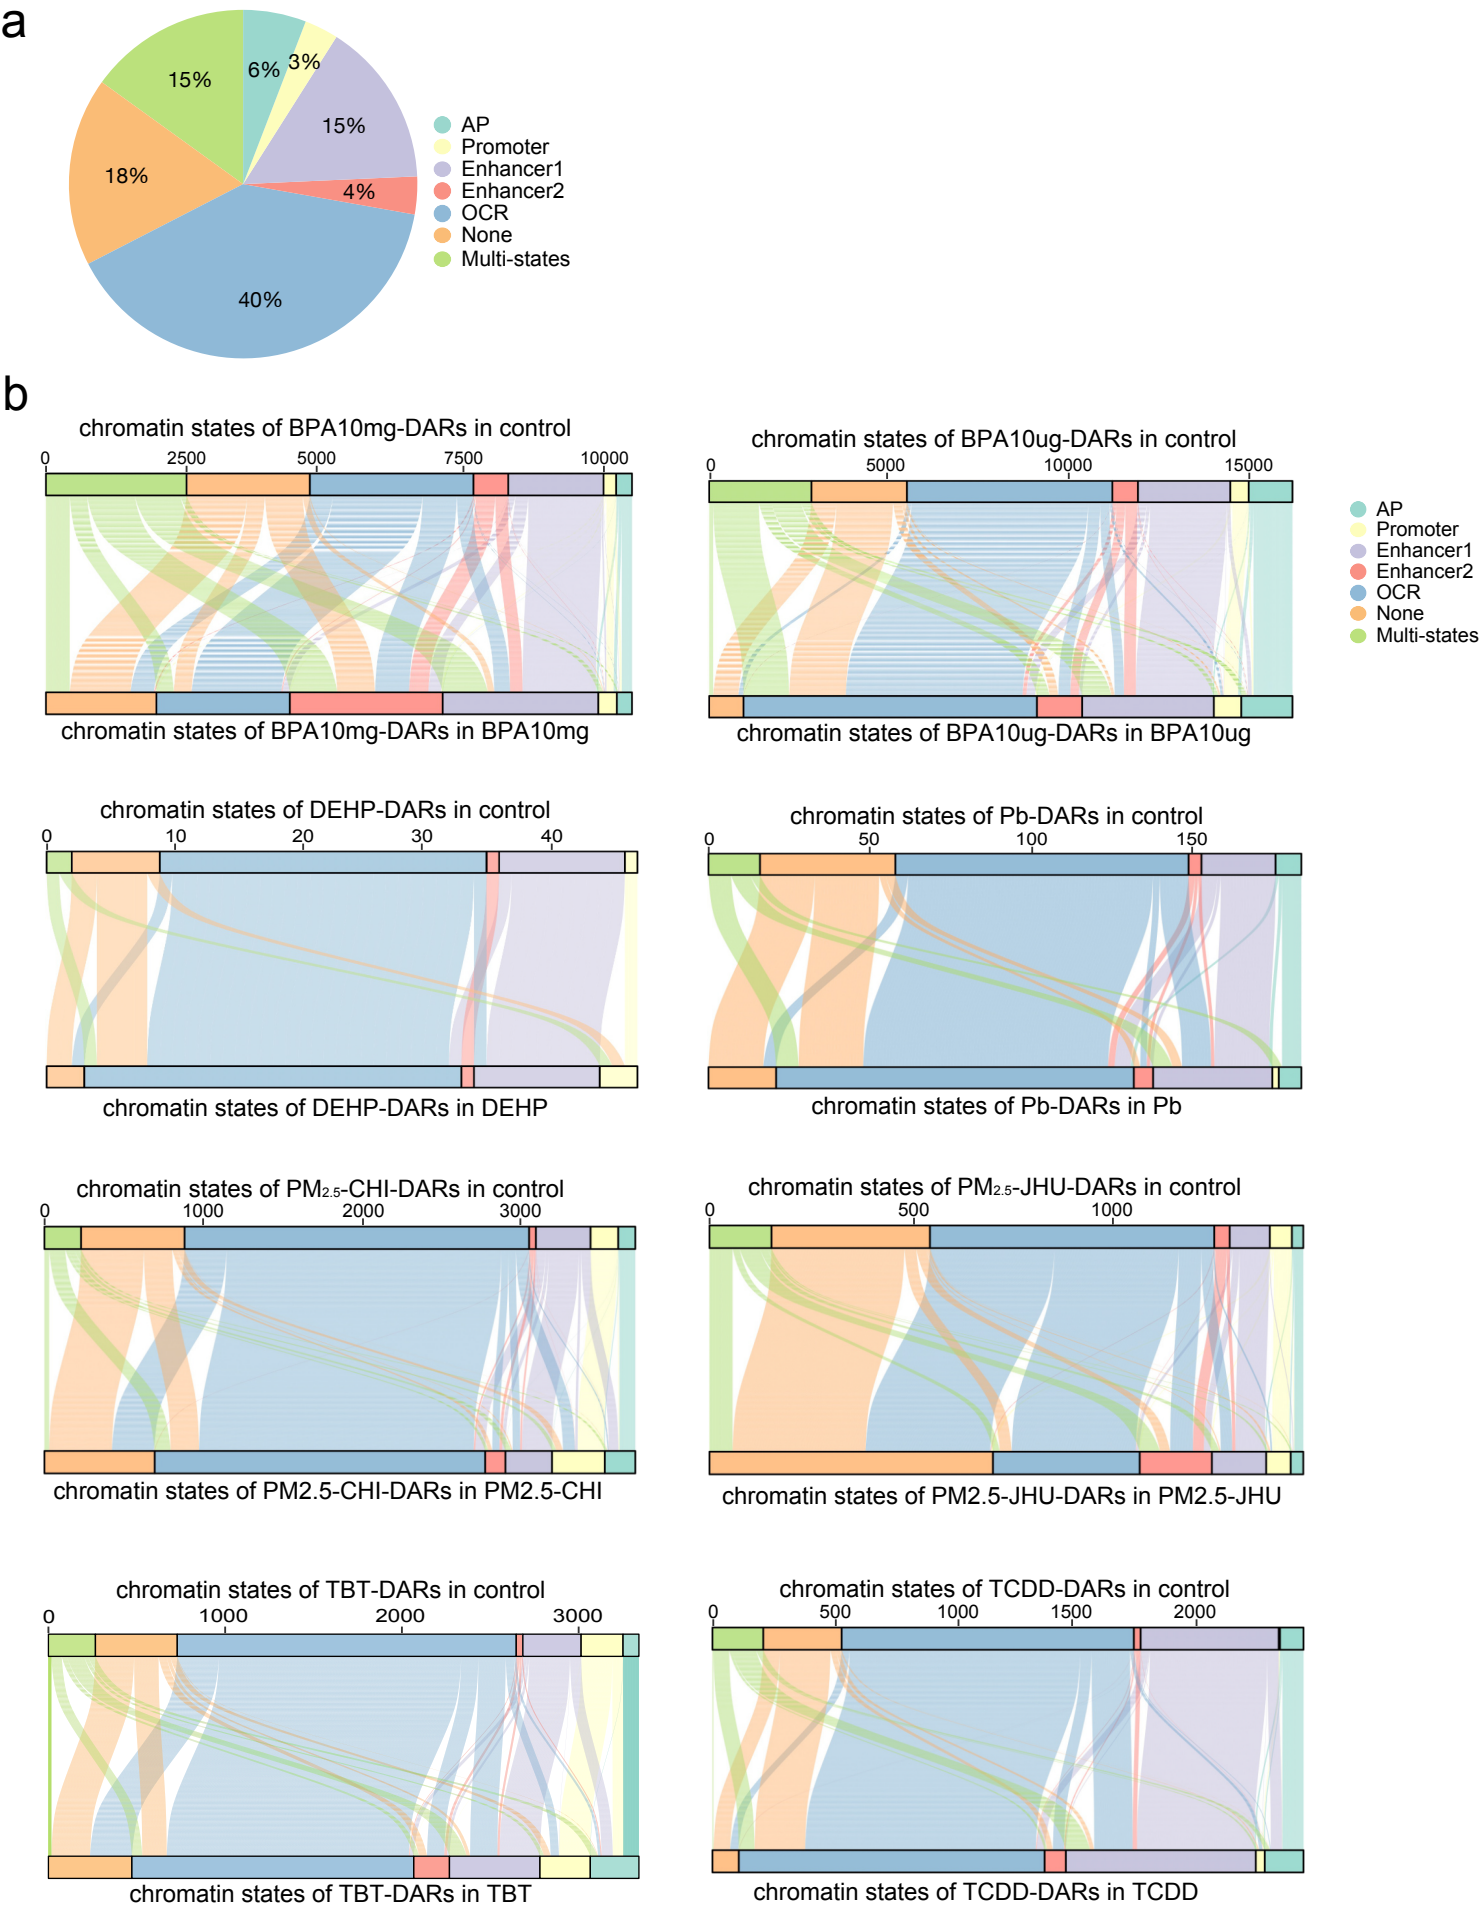 a
6%
3%
15%
15%
18%
4%
40%
AP
Promoter
Enhancer1
Enhancer2
OCR
None
Multi-states
b
chromatin states of BPA10mg-DARs in control
0 2500 5000 7500 10000
chromatin states of BPA10mg-DARs in BPA10mg
chromatin states of BPA10ug-DARs in control
0 5000 10000 15000
chromatin states of BPA10ug-DARs in BPA10ug
AP
Promoter
Enhancer1
Enhancer2
OCR
None
Multi-states
chromatin states of DEHP-DARs in control
0 10 20 30 40
chromatin states of DEHP-DARs in DEHP
chromatin states of Pb-DARs in control
0 50 100 150
chromatin states of Pb-DARs in Pb
chromatin states of PM2.5-CHI-DARs in control
0 1000 2000 3000
chromatin states of PM2.5-CHI-DARs in PM2.5-CHI
chromatin states of PM2.5-JHU-DARs in control
0 500 1000
chromatin states of PM2.5-JHU-DARs in PM2.5-JHU
chromatin states of TBT-DARs in control
0 1000 2000 3000
chromatin states of TBT-DARs in TBT
chromatin states of TCDD-DARs in control
0 500 1000 1500 2000
chromatin states of TCDD-DARs in TCDD